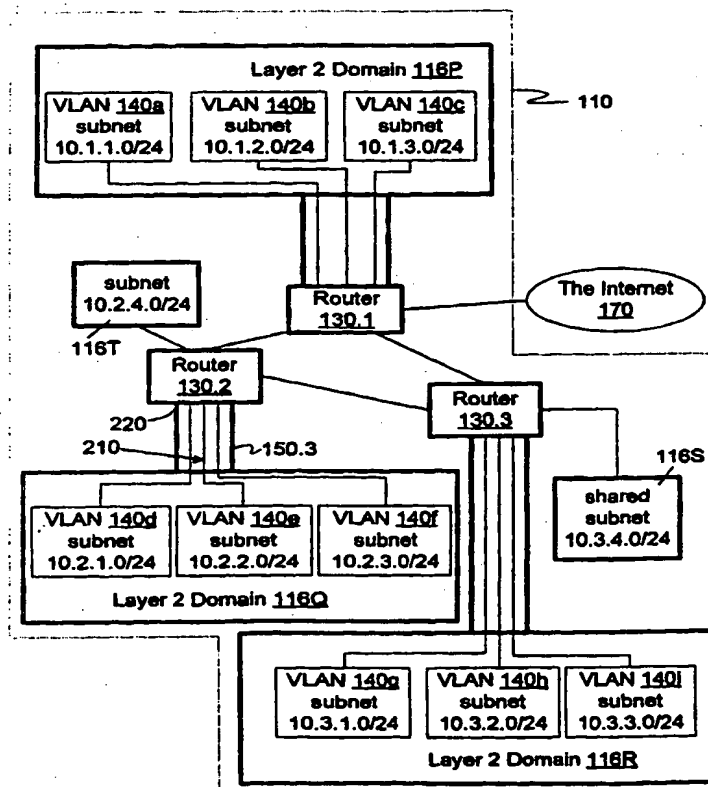 Layer 2 Domain 116P
VLAN 140a
subnet
10.1.1.0/24
VLAN 140b
subnet
10.1.2.0/24
VLAN 140c
subnet
10.1.3.0/24
110
subnet
10.2.4.0/24
116T
Router
130.1
The Internet
170
Router
130.2
Router
130.3
220
210
150.3
116S
shared
subnet
10.3.4.0/24
VLAN 140d
subnet
10.2.1.0/24
VLAN 140e
subnet
10.2.2.0/24
VLAN 140f
subnet
10.2.3.0/24
Layer 2 Domain 116Q
VLAN 140g
subnet
10.3.1.0/24
VLAN 140h
subnet
10.3.2.0/24
VLAN 140i
subnet
10.3.3.0/24
Layer 2 Domain 116R